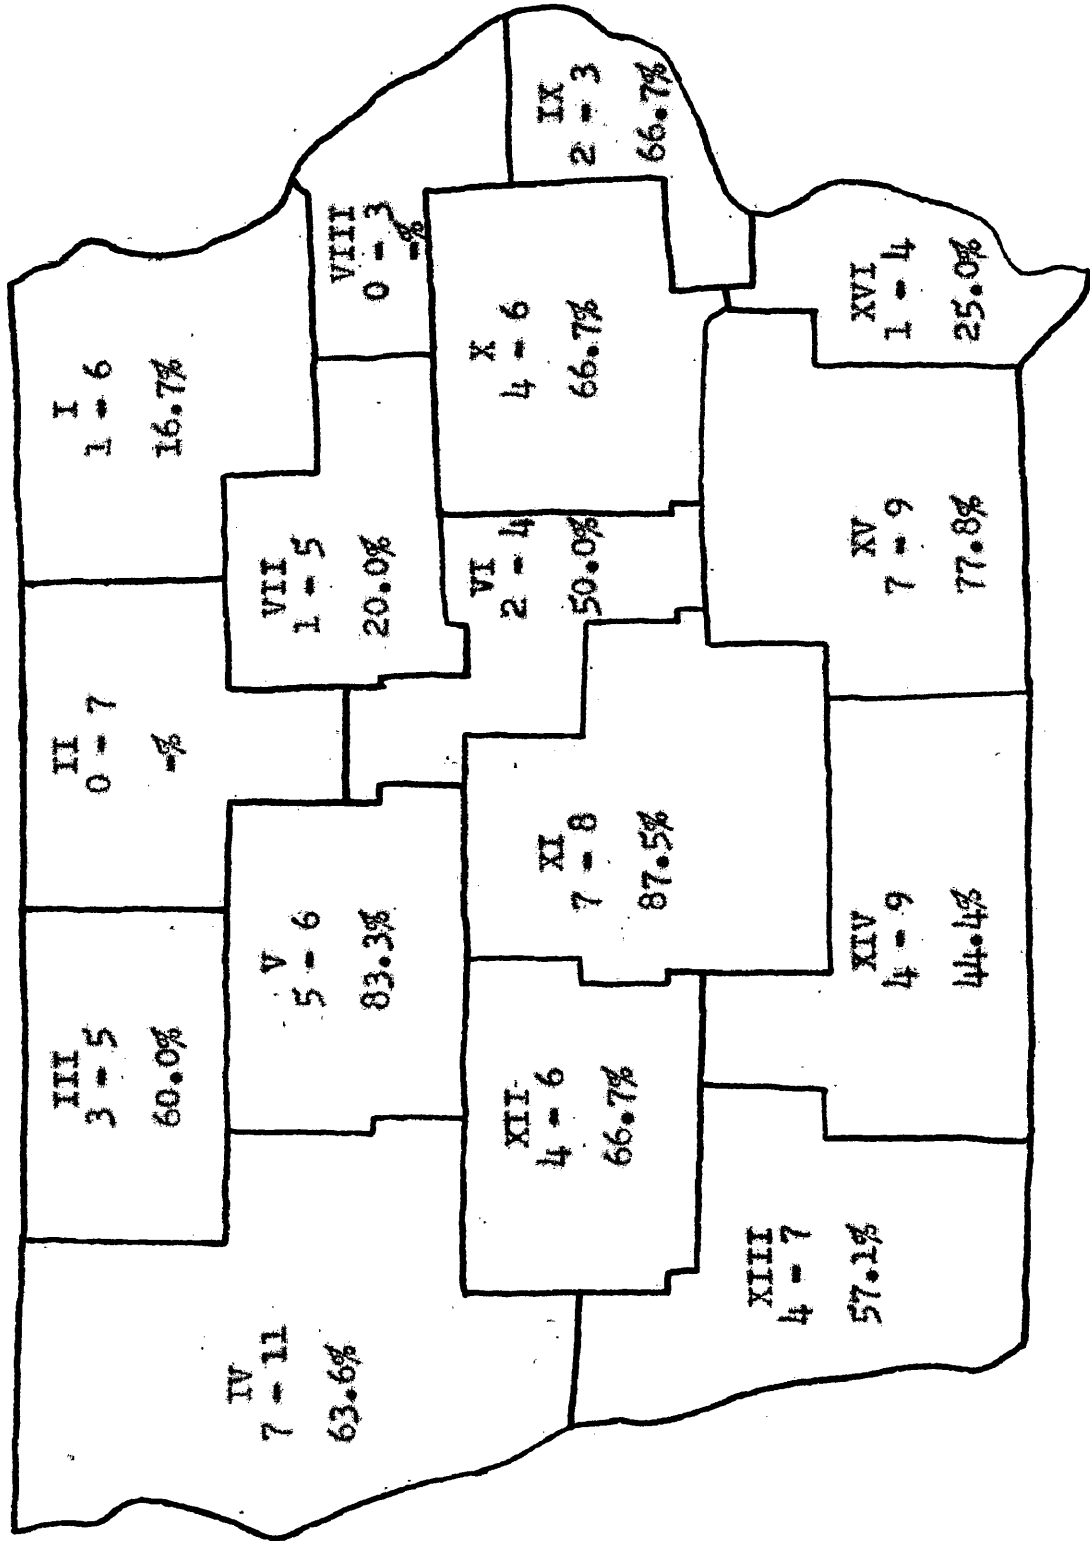 I
1 - 6
16.7%
II
0 - 7
-%
III
3 - 5
60.0%
IV
7 - 11
63.6%
V
5 - 6
83.3%
VI
2 - 4
50.0%
VII
1 - 5
20.0%
VIII
0 - 3
-%
IX
2 - 3
66.7%
X
4 - 6
66.7%
XI
7 - 8
87.5%
XII
4 - 6
66.7%
XIII
4 - 7
57.1%
XIV
4 - 9
44.4%
XV
7 - 9
77.8%
XVI
1 - 4
25.0%